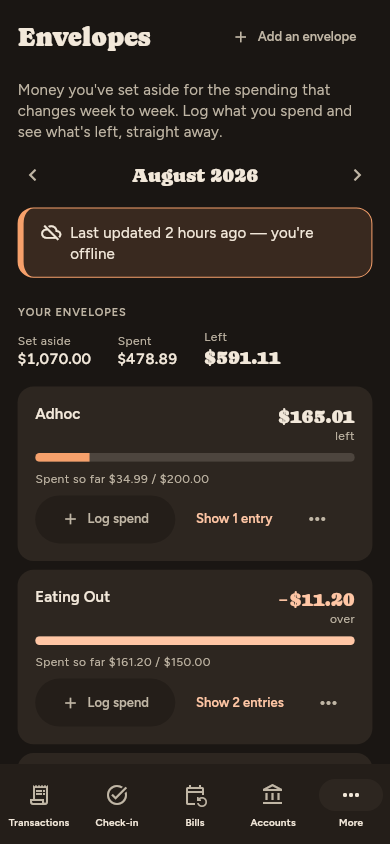 Envelopes
+ Add an envelope
Money you've set aside for the spending that
changes week to week. Log what you spend and
see what's left, straight away.
August 2026
Last updated 2 hours ago — you're
offline
YOUR ENVELOPES
Set aside Spent Left
$1,070.00 $478.89 $591.11
Adhoc $165.01
left
Spent so far $34.99 / $200.00
+ Log spend Show 1 entry •••
Eating Out -$11.20
over
Spent so far $161.20 / $150.00
+ Log spend Show 2 entries •••
Transactions Check-in Bills Accounts More